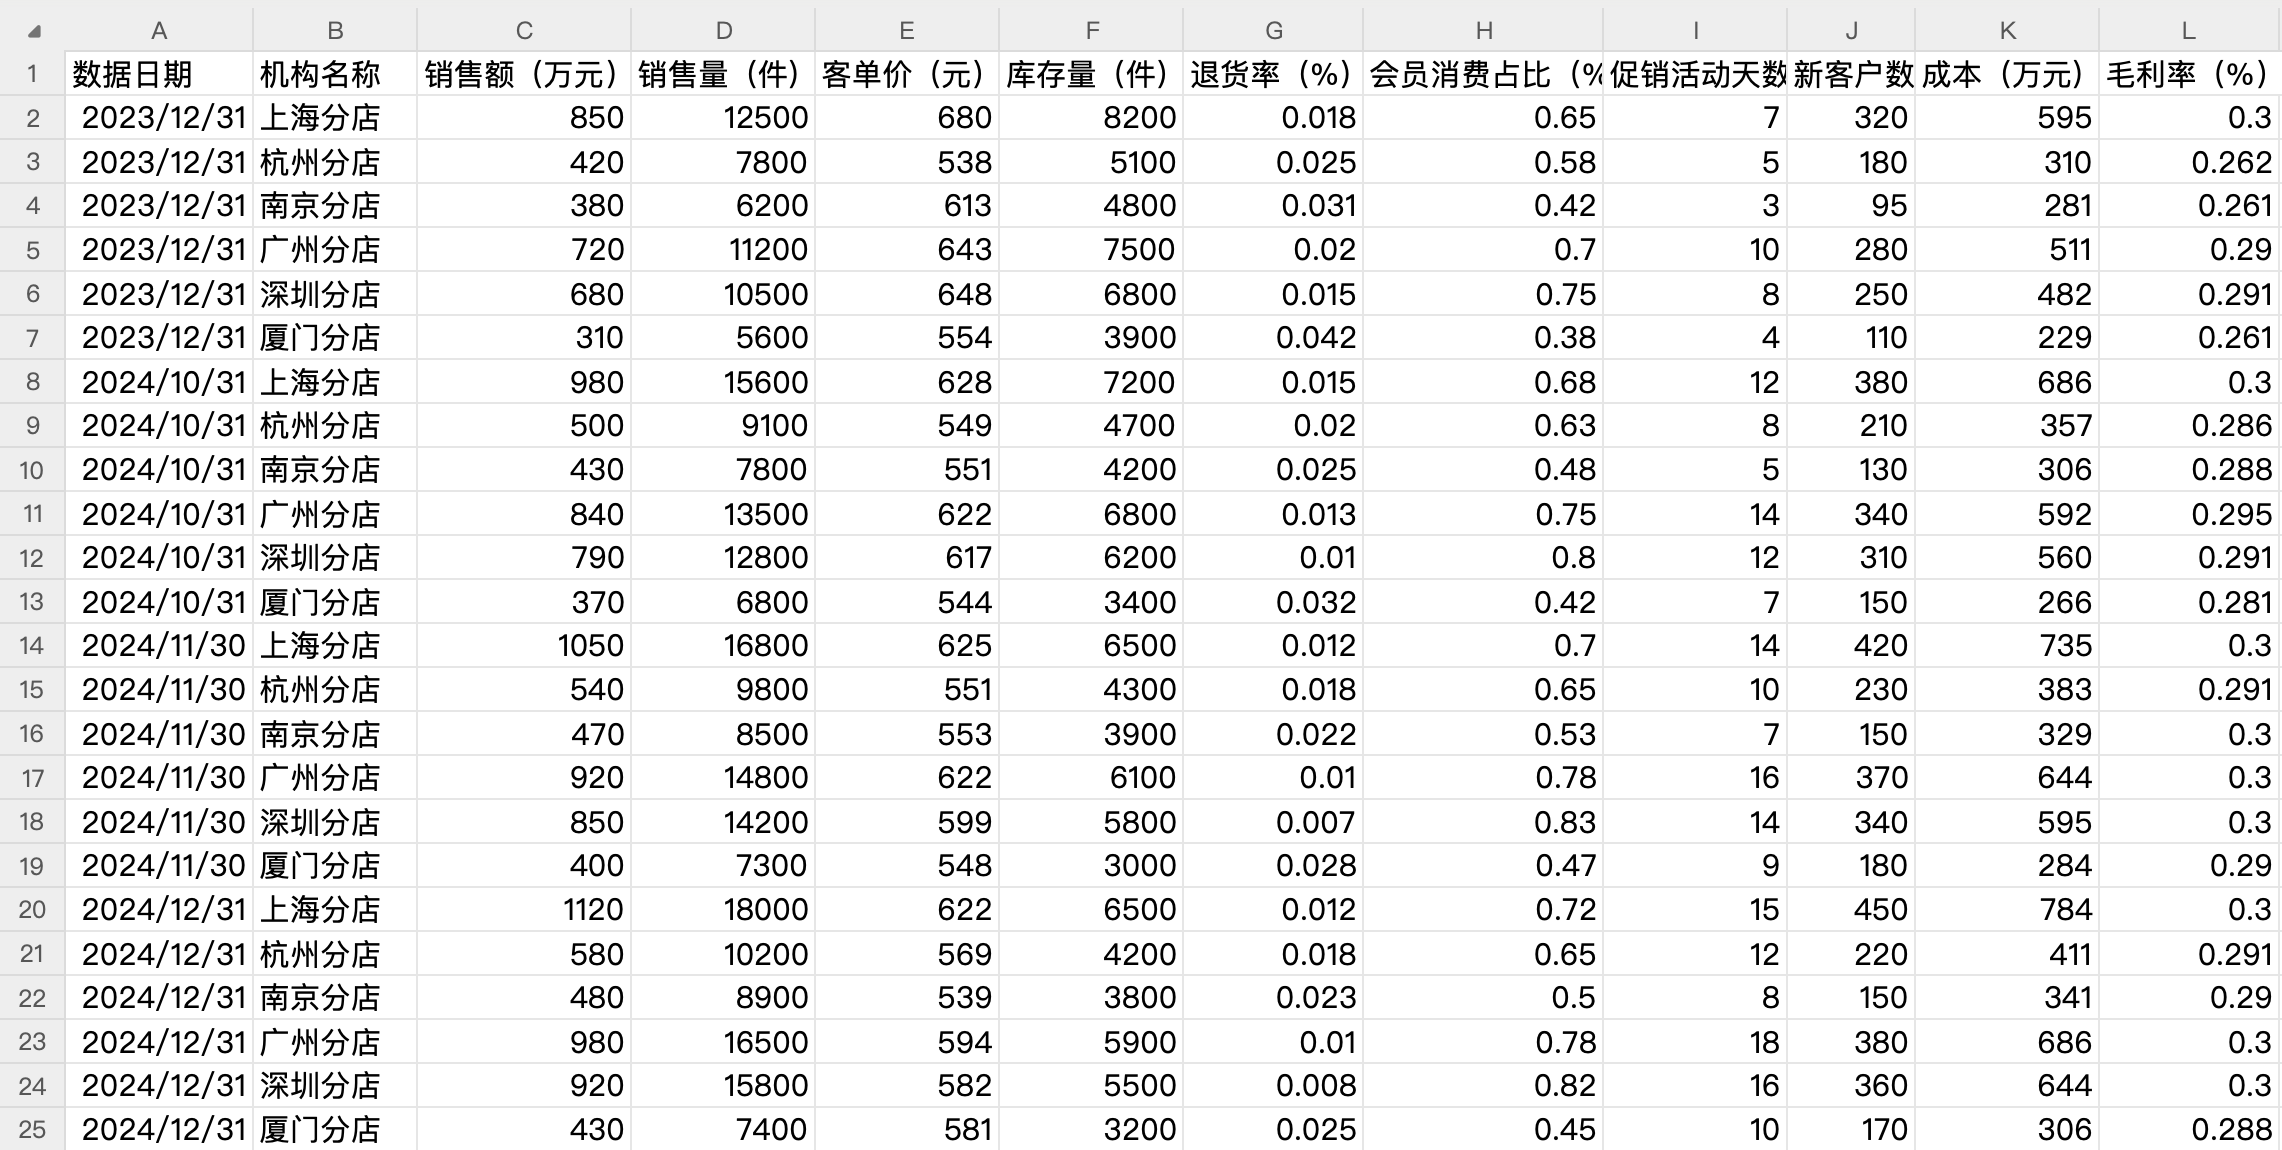 A B C D E F G H I J K L
1 数据日期 机构名称 销售额（万元） 销售量（件） 客单价（元） 库存量（件） 退货率（%） 会员消费占比（% 促销活动天数 新客户数 成本（万元） 毛利率（%）
2 2023/12/31 上海分店 850 12500 680 8200 0.018 0.65 7 320 595 0.3
3 2023/12/31 杭州分店 420 7800 538 5100 0.025 0.58 5 180 310 0.262
4 2023/12/31 南京分店 380 6200 613 4800 0.031 0.42 3 95 281 0.261
5 2023/12/31 广州分店 720 11200 643 7500 0.02 0.7 10 280 511 0.29
6 2023/12/31 深圳分店 680 10500 648 6800 0.015 0.75 8 250 482 0.291
7 2023/12/31 厦门分店 310 5600 554 3900 0.042 0.38 4 110 229 0.261
8 2024/10/31 上海分店 980 15600 628 7200 0.015 0.68 12 380 686 0.3
9 2024/10/31 杭州分店 500 9100 549 4700 0.02 0.63 8 210 357 0.286
10 2024/10/31 南京分店 430 7800 551 4200 0.025 0.48 5 130 306 0.288
11 2024/10/31 广州分店 840 13500 622 6800 0.013 0.75 14 340 592 0.295
12 2024/10/31 深圳分店 790 12800 617 6200 0.01 0.8 12 310 560 0.291
13 2024/10/31 厦门分店 370 6800 544 3400 0.032 0.42 7 150 266 0.281
14 2024/11/30 上海分店 1050 16800 625 6500 0.012 0.7 14 420 735 0.3
15 2024/11/30 杭州分店 540 9800 551 4300 0.018 0.65 10 230 383 0.291
16 2024/11/30 南京分店 470 8500 553 3900 0.022 0.53 7 150 329 0.3
17 2024/11/30 广州分店 920 14800 622 6100 0.01 0.78 16 370 644 0.3
18 2024/11/30 深圳分店 850 14200 599 5800 0.007 0.83 14 340 595 0.3
19 2024/11/30 厦门分店 400 7300 548 3000 0.028 0.47 9 180 284 0.29
20 2024/12/31 上海分店 1120 18000 622 6500 0.012 0.72 15 450 784 0.3
21 2024/12/31 杭州分店 580 10200 569 4200 0.018 0.65 12 220 411 0.291
22 2024/12/31 南京分店 480 8900 539 3800 0.023 0.5 8 150 341 0.29
23 2024/12/31 广州分店 980 16500 594 5900 0.01 0.78 18 380 686 0.3
24 2024/12/31 深圳分店 920 15800 582 5500 0.008 0.82 16 360 644 0.3
25 2024/12/31 厦门分店 430 7400 581 3200 0.025 0.45 10 170 306 0.288